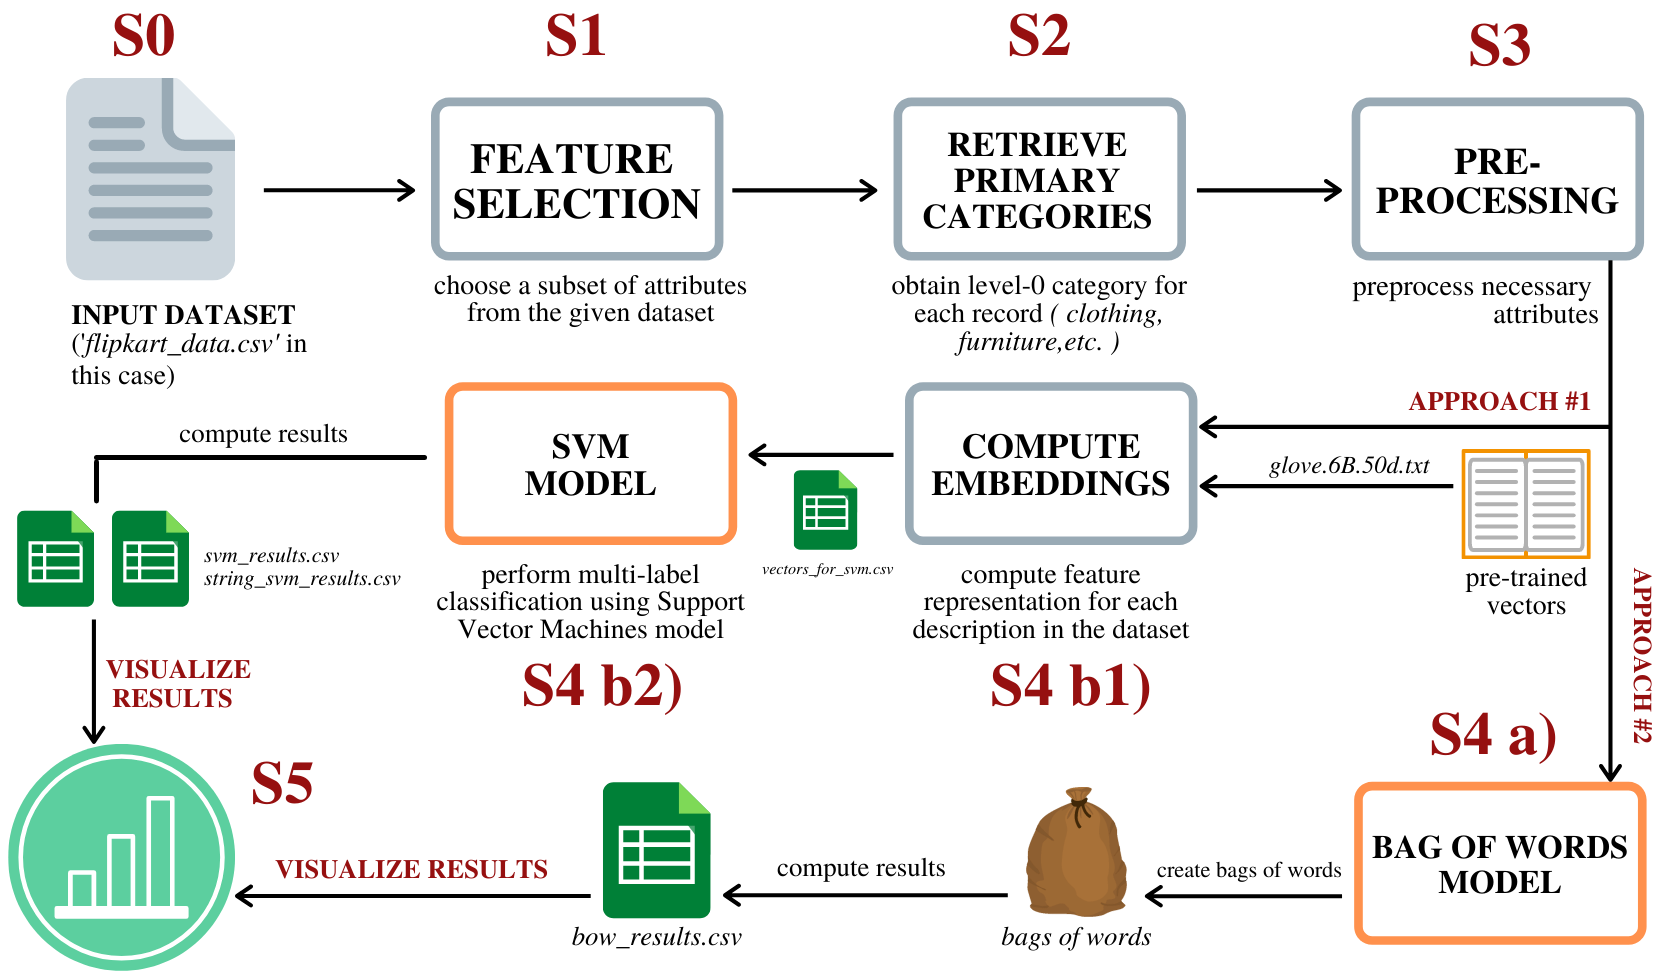 S0
S1
S2
S3
FEATURE
SELECTION
RETRIEVE
PRIMARY
CATEGORIES
PRE-
PROCESSING
INPUT DATASET
('flipkart_data.csv' in
this case)
choose a subset of attributes
from the given dataset
obtain level-0 category for
each record ( clothing,
furniture,etc. )
preprocess necessary
attributes
APPROACH #1
glove.6B.50d.txt
pre-trained
vectors
APPROACH #2
COMPUTE
EMBEDDINGS
compute feature
representation for each
description in the dataset
S4 b1)
vectors_for_svm.csv
SVM
MODEL
perform multi-label
classification using Support
Vector Machines model
S4 b2)
compute results
svm_results.csv
string_svm_results.csv
VISUALIZE
RESULTS
S4 a)
BAG OF WORDS
MODEL
create bags of words
bags of words
compute results
bow_results.csv
VISUALIZE RESULTS
S5